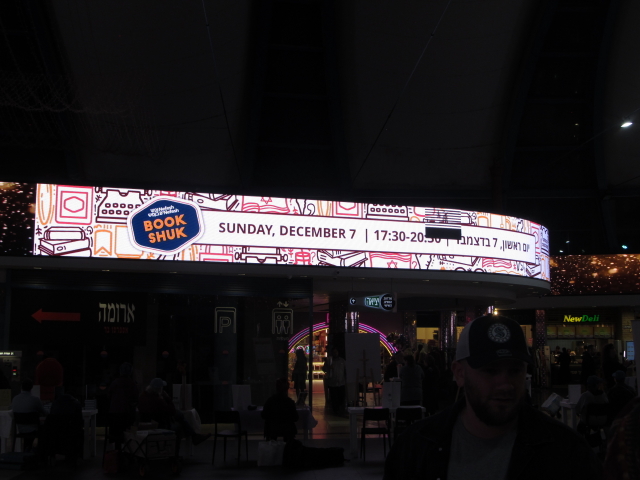 BOOK
SHUK
SUNDAY, DECEMBER 7 | 17:30-20:30 | יום ראשון, 7 בדצמבר
ארומה
P
NewDeli